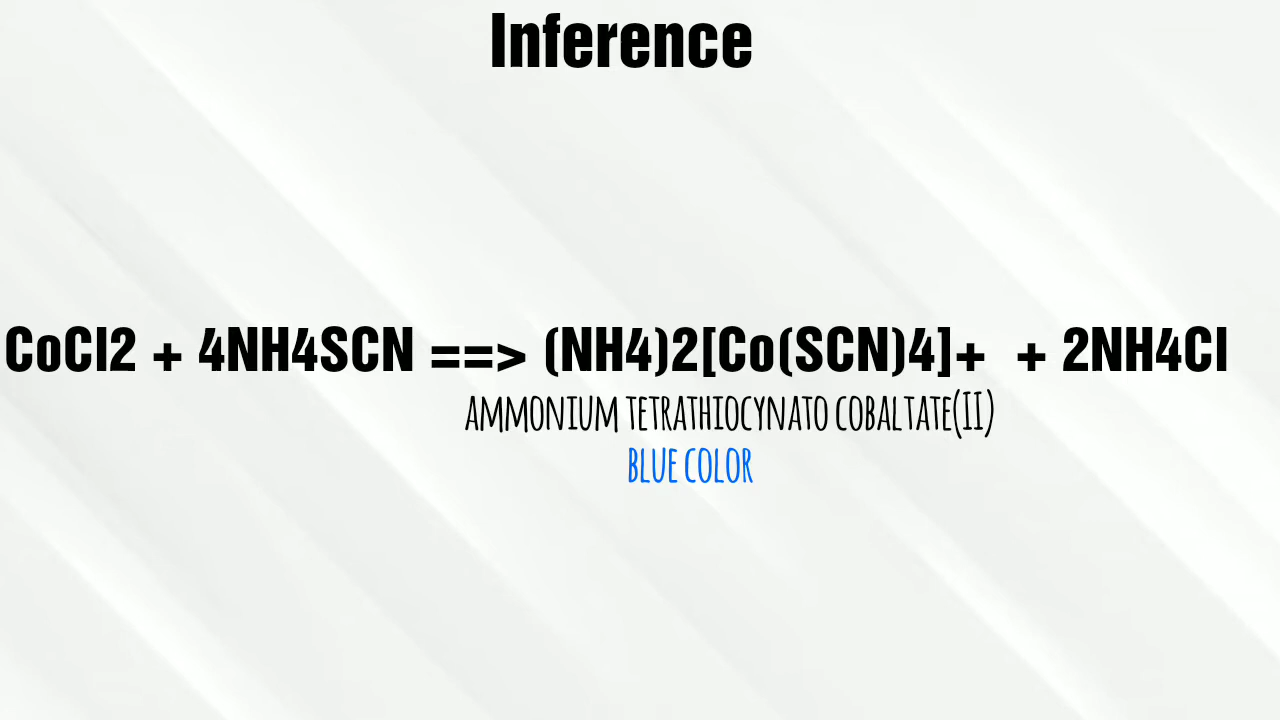 Inference
CoCl2 + 4NH4SCN ==> (NH4)2[Co(SCN)4]+ + 2NH4Cl
AMMONIUM TETRATHIOCYNATO COBALTATE(II)
BLUE COLOR